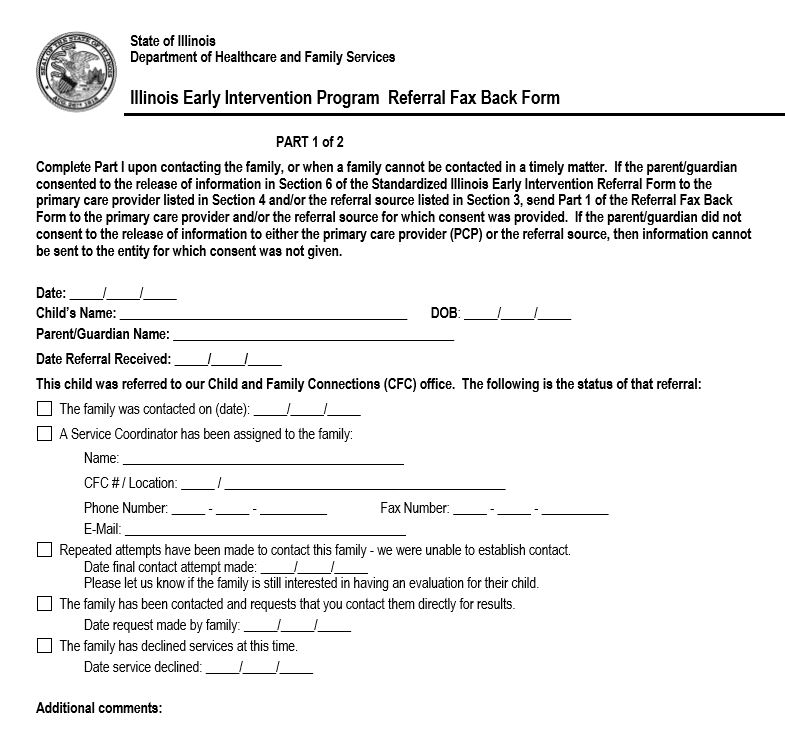 State of Illinois
Department of Healthcare and Family Services
Illinois Early Intervention Program Referral Fax Back Form
PART 1 of 2
Complete Part I upon contacting the family, or when a family cannot be contacted in a timely matter. If the parent/guardian
consented to the release of information in Section 6 of the Standardized Illinois Early Intervention Referral Form to the
primary care provider listed in Section 4 and/or the referral source listed in Section 3, send Part 1 of the Referral Fax Back
Form to the primary care provider and/or the referral source for which consent was provided. If the parent/guardian did not
consent to the release of information to either the primary care provider (PCP) or the referral source, then information cannot
be sent to the entity for which consent was not given.
Date: _____/_____/_____
Child's Name: ___________________________________________ DOB: _____/_____/_____
Parent/Guardian Name: __________________________________________
Date Referral Received: _____/_____/_____
This child was referred to our Child and Family Connections (CFC) office. The following is the status of that referral:
☐ The family was contacted on (date): _____/_____/_____
☐ A Service Coordinator has been assigned to the family:
Name: __________________________________________
CFC # / Location: _____ / __________________________________________
Phone Number: _____ - _____ - __________ Fax Number: _____ - _____ - __________
E-Mail: __________________________________________
☐ Repeated attempts have been made to contact this family - we were unable to establish contact.
Date final contact attempt made: _____/_____/_____
Please let us know if the family is still interested in having an evaluation for their child.
☐ The family has been contacted and requests that you contact them directly for results.
Date request made by family: _____/_____/_____
☐ The family has declined services at this time.
Date service declined: _____/_____/_____
Additional comments: